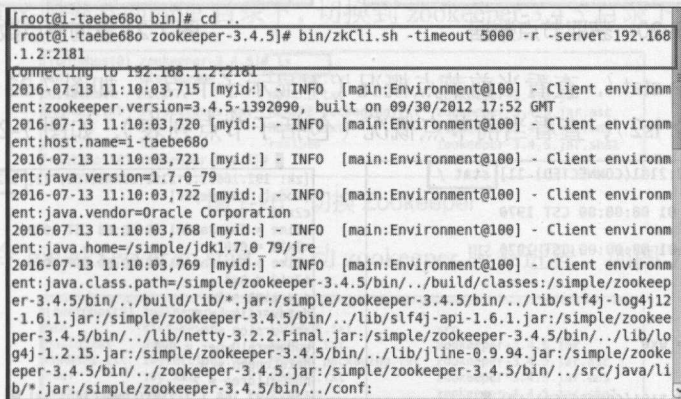 [root@i-taebe68o bin]# cd ..
[root@i-taebe68o zookeeper-3.4.5]# bin/zkCli.sh -timeout 5000 -r -server 192.168
.1.2:2181
Connecting to 192.168.1.2:2181
2016-07-13 11:10:03,715 [myid:] - INFO  [main:Environment@100] - Client environm
ent:zookeeper.version=3.4.5-1392090, built on 09/30/2012 17:52 GMT
2016-07-13 11:10:03,720 [myid:] - INFO  [main:Environment@100] - Client environm
ent:host.name=i-taebe68o
2016-07-13 11:10:03,721 [myid:] - INFO  [main:Environment@100] - Client environm
ent:java.version=1.7.0_79
2016-07-13 11:10:03,722 [myid:] - INFO  [main:Environment@100] - Client environm
ent:java.vendor=Oracle Corporation
2016-07-13 11:10:03,768 [myid:] - INFO  [main:Environment@100] - Client environm
ent:java.home=/simple/jdk1.7.0_79/jre
2016-07-13 11:10:03,769 [myid:] - INFO  [main:Environment@100] - Client environm
ent:java.class.path=/simple/zookeeper-3.4.5/bin/../build/classes:/simple/zookeep
er-3.4.5/bin/../build/lib/*.jar:/simple/zookeeper-3.4.5/bin/../lib/slf4j-log4j12
-1.6.1.jar:/simple/zookeeper-3.4.5/bin/../lib/slf4j-api-1.6.1.jar:/simple/zookee
per-3.4.5/bin/../lib/netty-3.2.2.Final.jar:/simple/zookeeper-3.4.5/bin/../lib/lo
g4j-1.2.15.jar:/simple/zookeeper-3.4.5/bin/../lib/jline-0.9.94.jar:/simple/zooke
eper-3.4.5/bin/../zookeeper-3.4.5.jar:/simple/zookeeper-3.4.5/bin/../src/java/li
b/*.jar:/simple/zookeeper-3.4.5/bin/../conf: